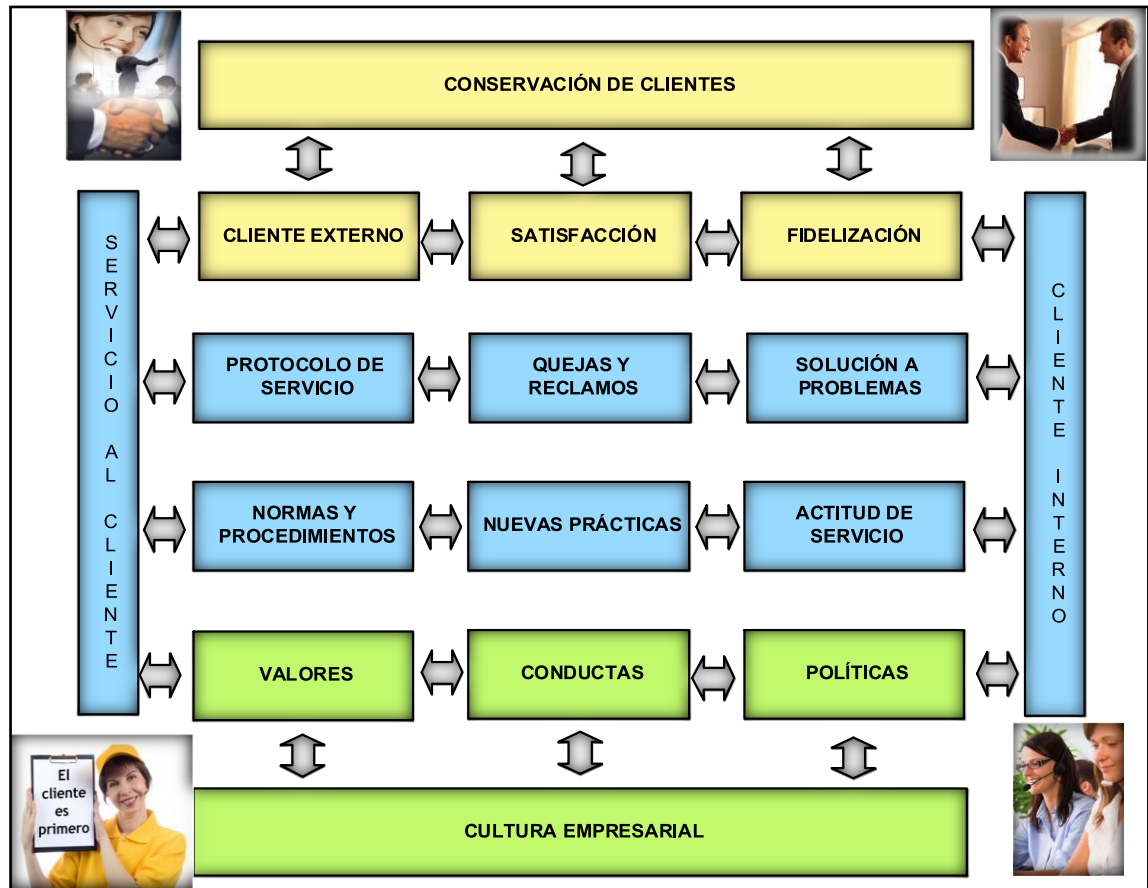 CONSERVACIÓN DE CLIENTES
SERVICIO AL CLIENTE
CLIENTE EXTERNO
SATISFACCIÓN
FIDELIZACIÓN
CLIENTE INTERNO
PROTOCOLO DE
SERVICIO
QUEJAS Y
RECLAMOS
SOLUCIÓN A
PROBLEMAS
NORMAS Y
PROCEDIMIENTOS
NUEVAS PRÁCTICAS
ACTITUD DE
SERVICIO
VALORES
CONDUCTAS
POLÍTICAS
El
cliente
es
primero
CULTURA EMPRESARIAL